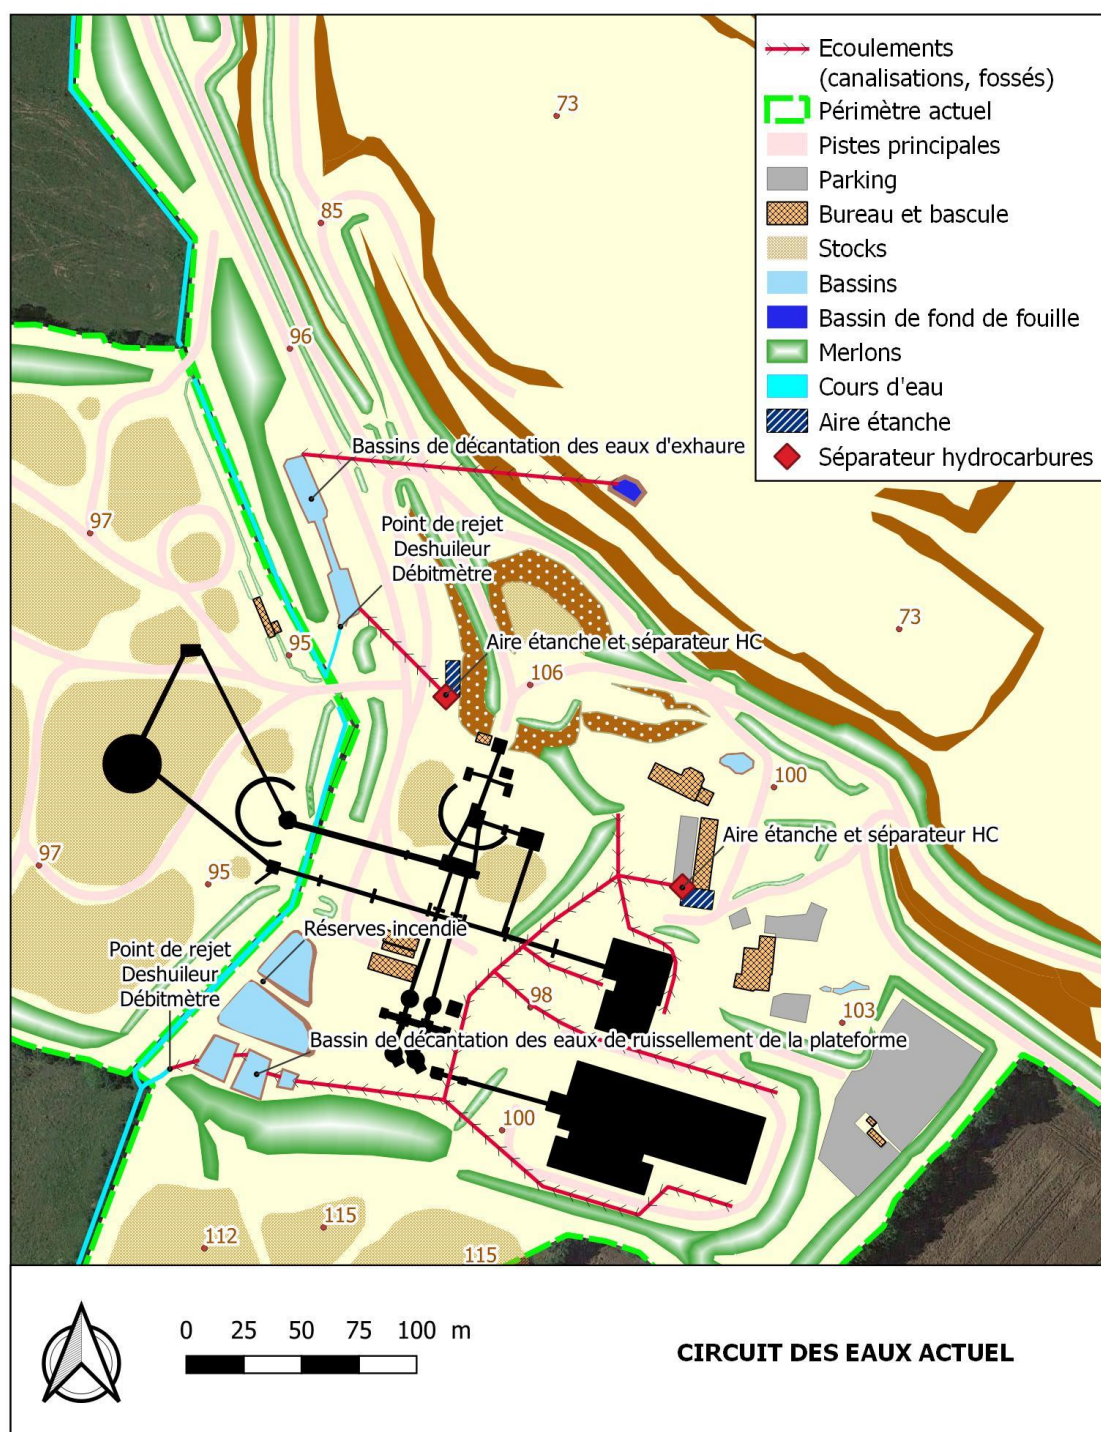 Ecoulements
(canalisations, fossés)
Périmètre actuel
Pistes principales
Parking
Bureau et bascule
Stocks
Bassins
Bassin de fond de fouille
Merlons
Cours d'eau
Aire étanche
Séparateur hydrocarbures
73
85
96
Bassins de décantation des eaux d'exhaure
97
Point de rejet
Deshuileur
Débitmètre
73
95
Aire étanche et séparateur HC
106
100
Aire étanche et séparateur HC
97
95
Réserves incendie
Point de rejet
Deshuileur
Débitmètre
98
103
Bassin de décantation des eaux de ruissellement de la plateforme
100
115
112
115
0 25 50 75 100 m
CIRCUIT DES EAUX ACTUEL